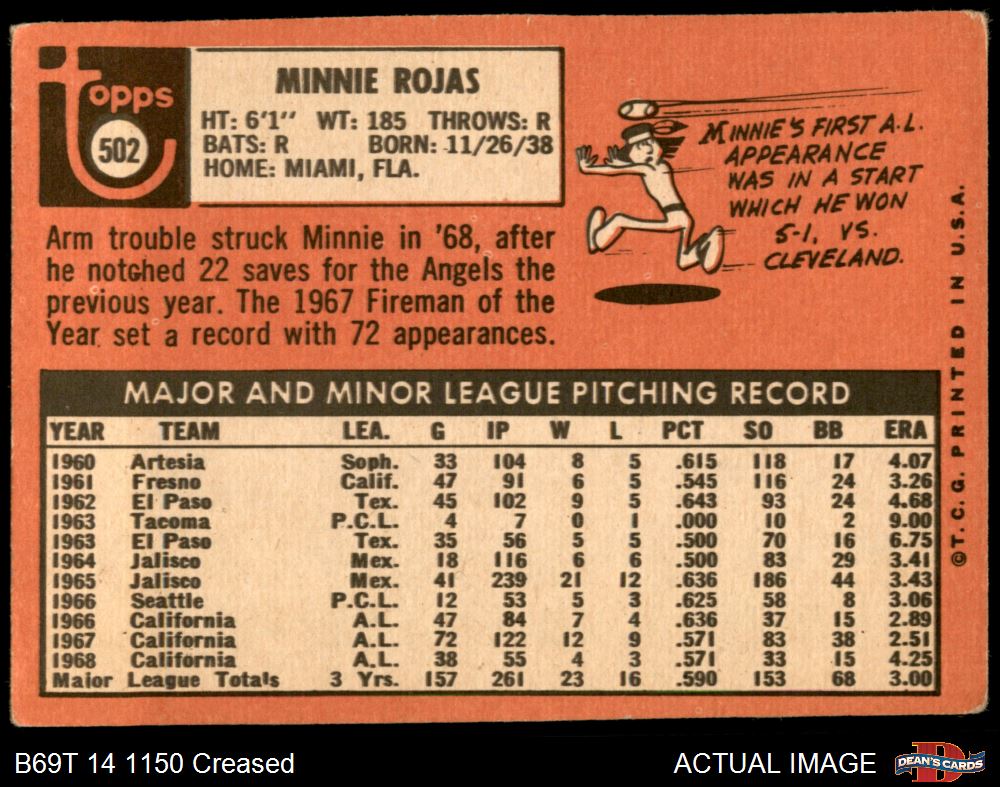 Topps
502
MINNIE ROJAS
HT: 6'1" WT: 185 THROWS: R
BATS: R BORN: 11/26/38
HOME: MIAMI, FLA.
Arm trouble struck Minnie in '68, after
he notched 22 saves for the Angels the
previous year. The 1967 Fireman of the
Year set a record with 72 appearances.
MINNIE'S FIRST A.L.
APPEARANCE
WAS IN A START
WHICH HE WON
5-1, VS.
CLEVELAND.
MAJOR AND MINOR LEAGUE PITCHING RECORD
YEAR TEAM LEA. G IP W L PCT SO BB ERA
1960 Artesia Soph. 33 104 8 5 .615 118 17 4.07
1961 Fresno Calif. 47 91 6 5 .545 116 24 3.26
1962 El Paso Tex. 45 102 9 5 .643 93 24 4.68
1963 Tacoma P.C.L. 4 7 0 1 .000 10 2 9.00
1963 El Paso Tex. 35 56 5 5 .500 70 16 6.75
1964 Jalisco Mex. 18 116 6 6 .500 83 29 3.41
1965 Jalisco Mex. 41 239 21 12 .636 186 44 3.43
1966 Seattle P.C.L. 12 53 5 3 .625 58 8 3.06
1966 California A.L. 47 84 7 4 .636 37 15 2.89
1967 California A.L. 72 122 12 9 .571 83 38 2.51
1968 California A.L. 38 55 4 3 .571 33 15 4.25
Major League Totals 3 Yrs. 157 261 23 16 .590 153 68 3.00
©T. C. G. PRINTED IN U.S.A.
B69T 14 1150 Creased
ACTUAL IMAGE
D
DEAN'S CARDS